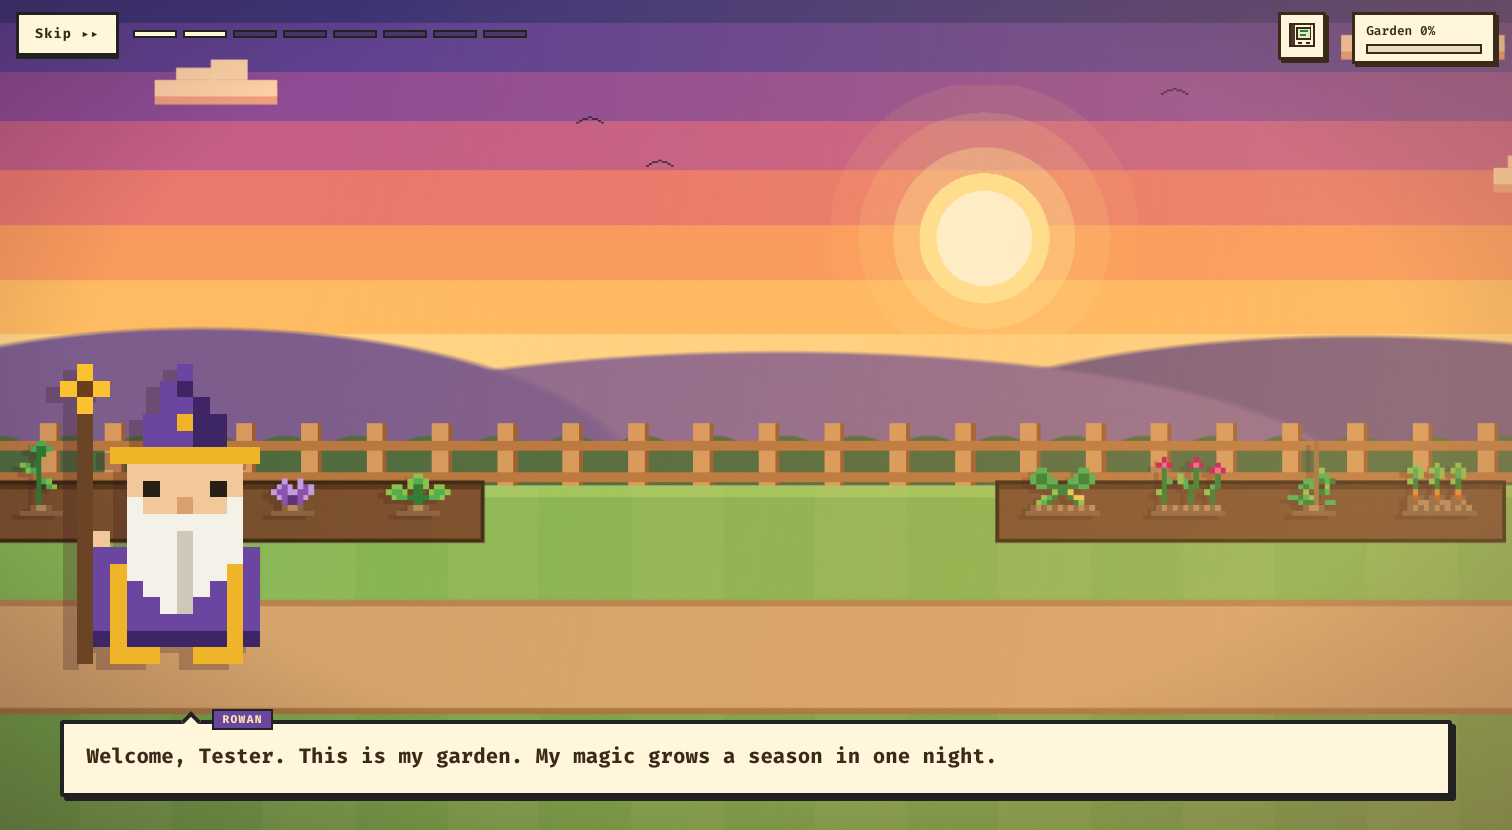 Skip ▸▸
Garden 0%
ROWAN
Welcome, Tester. This is my garden. My magic grows a season in one night.